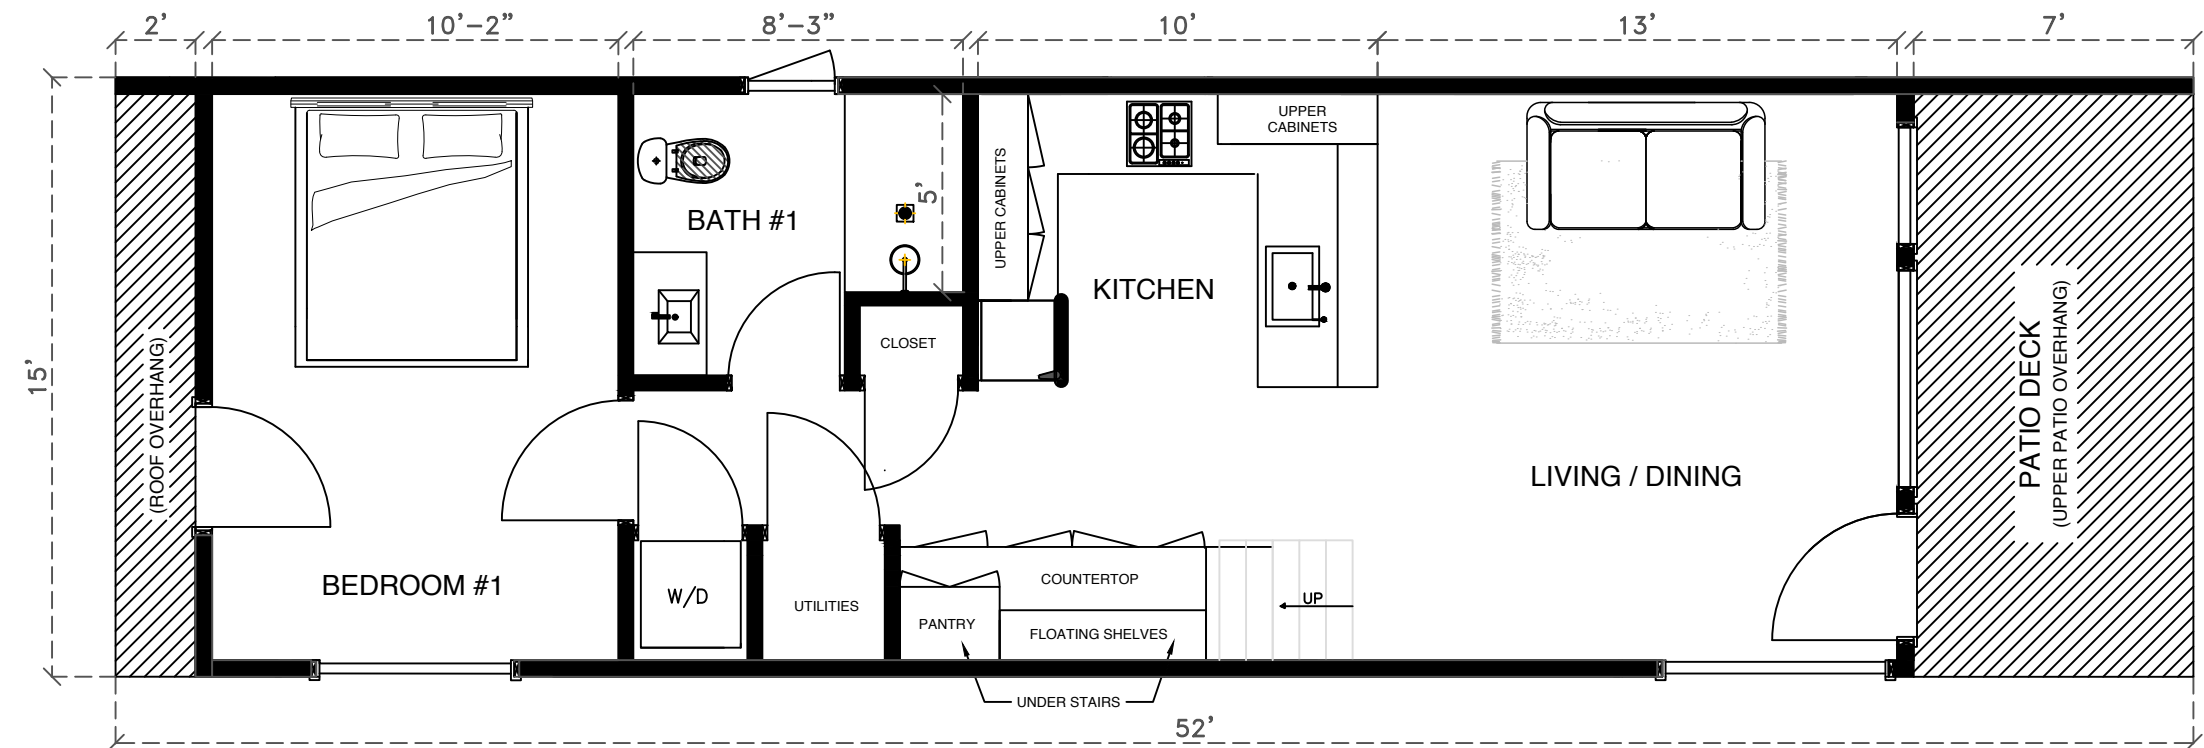 2'
10'-2"
8'-3"
10'
13'
7'
15'
(ROOF OVERHANG)
BEDROOM #1
BATH #1
5'
CLOSET
W/D
UTILITIES
UPPER CABINETS
UPPER
CABINETS
KITCHEN
COUNTERTOP
PANTRY
FLOATING SHELVES
UNDER STAIRS
UP
LIVING / DINING
PATIO DECK
(UPPER PATIO OVERHANG)
52'